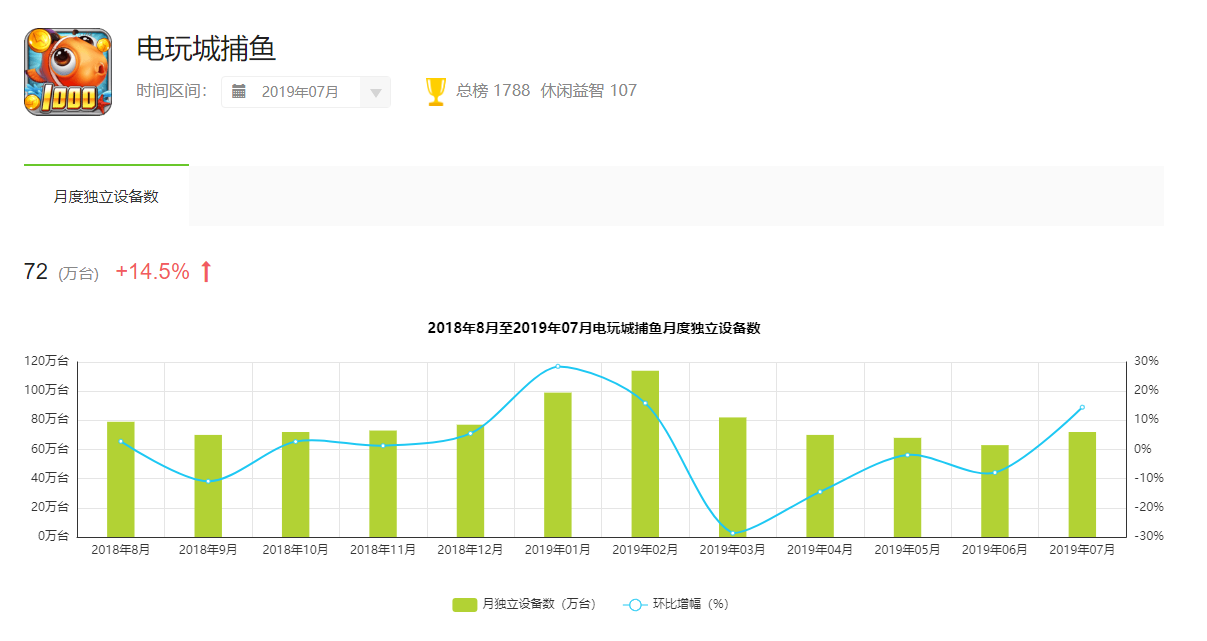 1000
电玩城捕鱼
时间区间： 2019年07月 总榜 1788 休闲益智 107
月度独立设备数
72 (万台) +14.5%
2018年8月至2019年07月电玩城捕鱼月度独立设备数
120万台 30%
100万台 20%
80万台 10%
60万台 0%
40万台 -10%
20万台 -20%
0万台 -30%
2018年8月 2018年9月 2018年10月 2018年11月 2018年12月 2019年01月 2019年02月 2019年03月 2019年04月 2019年05月 2019年06月 2019年07月
月独立设备数（万台） 环比增幅（%）